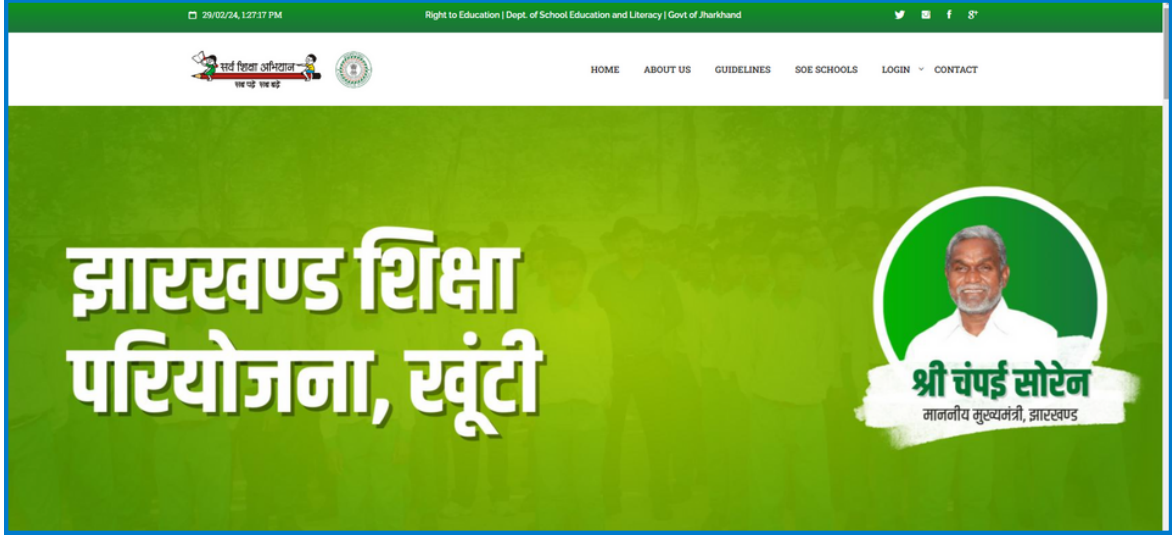 29/02/24, 1:27:17 PM
Right to Education | Dept. of School Education and Literacy | Govt of Jharkhand
सर्व शिक्षा अभियान
सब पढ़ें सब बढ़ें
HOME ABOUT US GUIDELINES SOE SCHOOLS LOGIN CONTACT
झारखण्ड शिक्षा
परियोजना, खूंटी
श्री चंपई सोरेन
माननीय मुख्यमंत्री, झारखण्ड